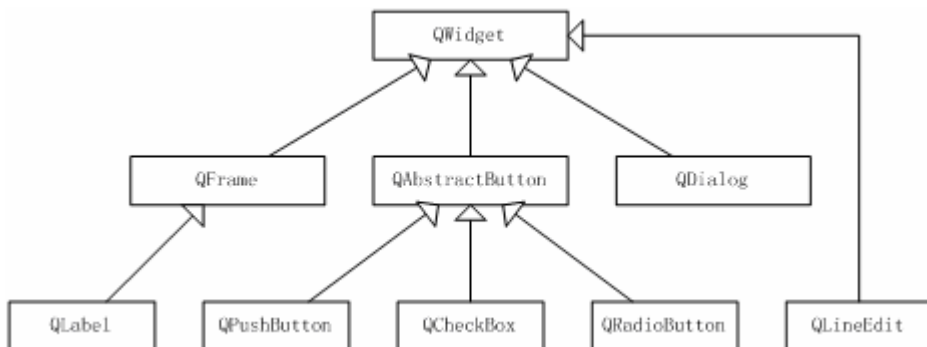 QWidget
QFrame
QAbstractButton
QDialog
QLabel
QPushButton
QCheckBox
QRadioButton
QLineEdit